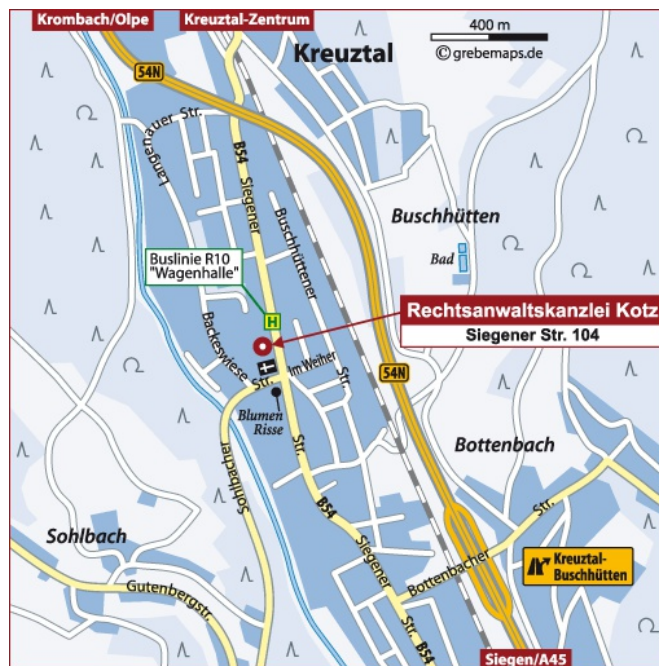 Krombach/Olpe
Kreuztal-Zentrum
400 m
© grebemaps.de
Kreuztal
54N
Langenauer Str.
B54
Siegener
Buschhüttener
Buschhütten
Bad
Buslinie R10
"Wagenhalle"
H
Rechtsanwaltskanzlei Kotz
Siegener Str. 104
Backeswiese
Str.
Im Weiher
Str.
54N
Blumen
Risse
Sohlbacher
Str.
Bottenbach
B54
Str.
Sohlbach
Siegener
Bottenbacher
Kreuztal-
Buschhütten
Gutenbergstr.
Str.
B54
Siegen/A45